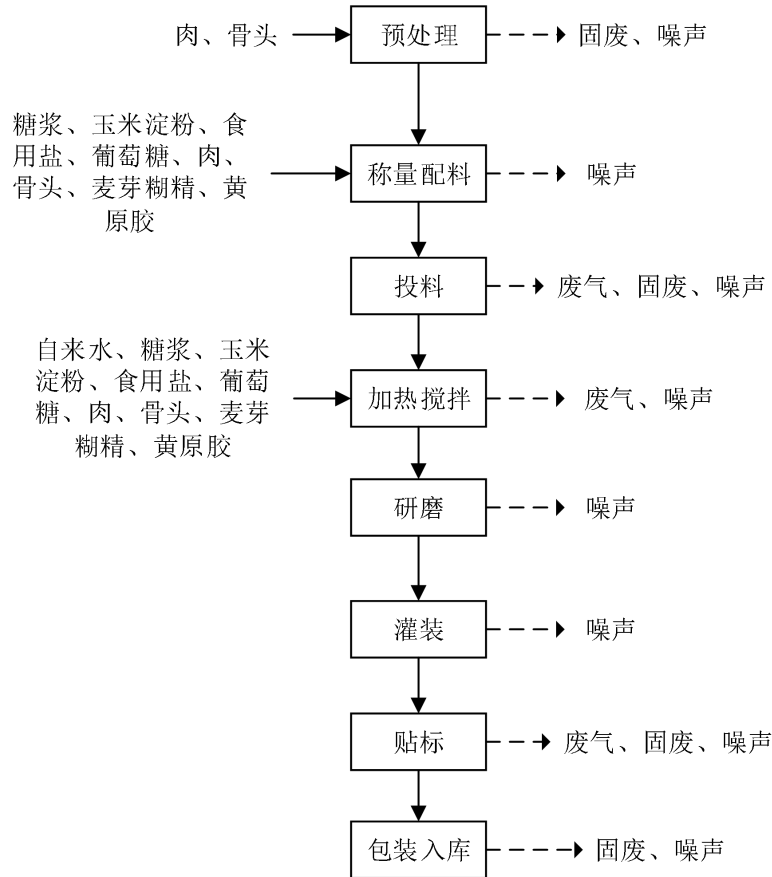 肉、骨头
预处理
固废、噪声
糖浆、玉米淀粉、食
用盐、葡萄糖、肉、
骨头、麦芽糊精、黄
原胶
称量配料
噪声
投料
废气、固废、噪声
自来水、糖浆、玉米
淀粉、食用盐、葡萄
糖、肉、骨头、麦芽
糊精、黄原胶
加热搅拌
废气、噪声
研磨
噪声
灌装
噪声
贴标
废气、固废、噪声
包装入库
固废、噪声